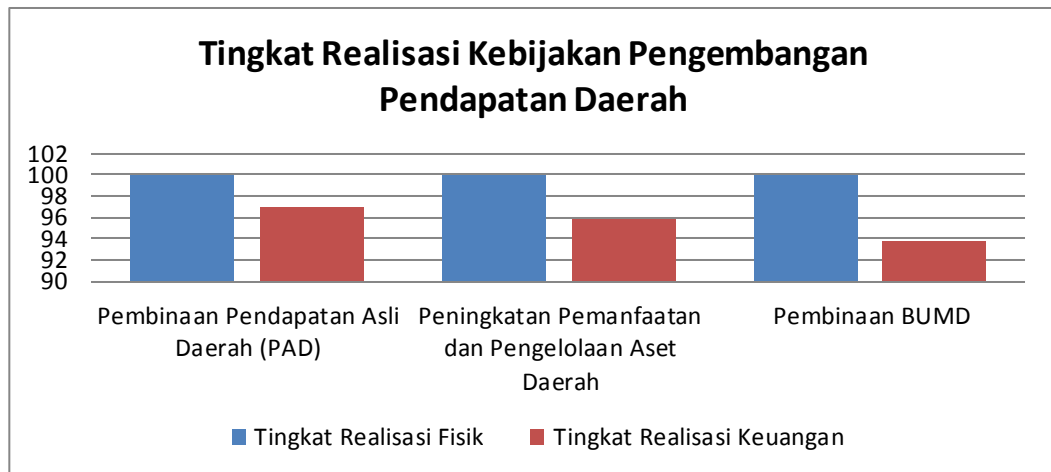 Tingkat Realisasi Kebijakan Pengembangan
Pendapatan Daerah
102
100
98
96
94
92
90
Pembinaan Pendapatan Asli
Daerah (PAD)
Peningkatan Pemanfaatan
dan Pengelolaan Aset
Daerah
Pembinaan BUMD
Tingkat Realisasi Fisik
Tingkat Realisasi Keuangan